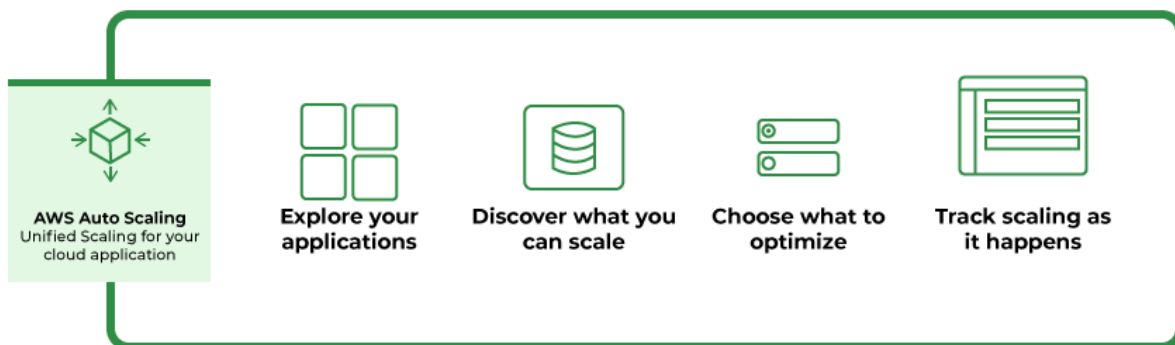 AWS Auto Scaling
Unified Scaling for your
cloud application
Explore your
applications
Discover what you
can scale
Choose what to
optimize
Track scaling as
it happens